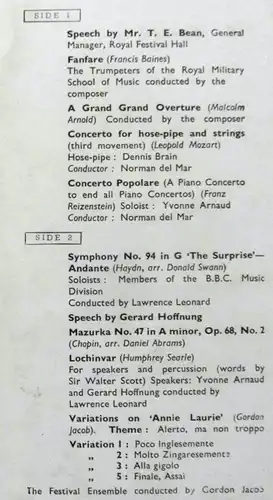 SIDE 1
Speech by Mr. T. E. Bean, General
Manager, Royal Festival Hall
Fanfare (Francis Baines)
The Trumpeters of the Royal Military
School of Music conducted by the
composer
A Grand Grand Overture (Malcolm
Arnold) Conducted by the composer
Concerto for hose-pipe and strings
(third movement) (Leopold Mozart)
Hose-pipe : Dennis Brain
Conductor : Norman del Mar
Concerto Popolare (A Piano Concerto
to end all Piano Concertos) (Franz
Reizenstein) Soloist : Yvonne Arnaud
Conductor : Norman del Mar
SIDE 2
Symphony No. 94 in G 'The Surprise'—
Andante (Haydn, arr. Donald Swann)
Soloists : Members of the B.B.C. Music
Division
Conducted by Lawrence Leonard
Speech by Gerard Hoffnung
Mazurka No. 47 in A minor, Op. 68, No. 2
(Chopin, arr. Daniel Abrams)
Lochinvar (Humphrey Searle)
For speakers and percussion (words by
Sir Walter Scott) Speakers: Yvonne Arnaud
and Gerard Hoffnung conducted by
Lawrence Leonard
Variations on 'Annie Laurie' (Gordon
Jacob). Theme : Alerto, ma non troppo
Variation 1 : Poco Inglesemente
„ 2 : Molto Zingaresemente
„ 3 : Alla gigolo
„ 5 : Finale, Assai
The Festival Ensemble conducted by Gordon Jacob